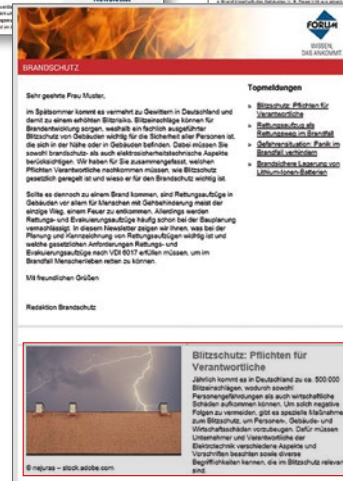 Newsletter
FORUM
WISSEN,
DAS ANKOMMT.
BRANDSCHUTZ
Sehr geehrte Frau Muster,
im Spätsommer kommt es vermehrt zu Gewittern in Deutschland und
damit zu einem erhöhten Blitzrisiko. Blitzeinschläge können für
Brandentwicklung sorgen, weshalb ein fachlich ausgeführter
Blitzschutz von Gebäuden wichtig für die Sicherheit aller Personen ist,
die sich in der Nähe oder in Gebäuden befinden. Dabei müssen Sie
sowohl brandschutz- als auch elektrosicherheitstechnische Aspekte
berücksichtigen. Wir haben für Sie zusammengefasst, welchen
Pflichten Verantwortliche nachkommen müssen, wie Blitzschutz
gesetzlich geregelt ist und wieso er für den Brandschutz wichtig ist.
Sollte es dennoch zu einem Brand kommen, sind Rettungsaufzüge in
Gebäuden vor allem für Menschen mit Gehbehinderung meist der
einzige Weg, einem Feuer zu entkommen. Allerdings werden
Rettungs- und Evakuierungsaufzüge häufig schon bei der Bauplanung
vernachlässigt. In diesem Newsletter zeigen wir Ihnen, was bei der
Planung und Kennzeichnung von Rettungsaufzügen wichtig ist und
welche gesetzlichen Anforderungen Rettungs- und
Evakuierungsaufzüge nach VDI 6017 erfüllen müssen, um im
Brandfall Menschenleben retten zu können.
Mit freundlichen Grüßen
Redaktion Brandschutz
Topmeldungen
» Blitzschutz: Pflichten für
Verantwortliche
» Rettungsaufzug als
Rettungsweg im Brandfall
» Gefahrensituation: Panik im
Brandfall verhindern
» Brandsichere Lagerung von
Lithium-Ionen-Batterien
Blitzschutz: Pflichten für
Verantwortliche
Jährlich kommt es in Deutschland zu ca. 500.000
Blitzeinschlägen, wodurch sowohl
Personengefährdungen als auch wirtschaftliche
Schäden aufkommen können. Um solch negative
Folgen zu vermeiden, gibt es spezielle Maßnahme
zum Blitzschutz, um Personen-, Gebäude- und
Wirtschaftsschäden vorzubeugen. Dafür müssen
Unternehmer und Verantwortliche der
Elektrotechnik verschiedene Aspekte und
Vorschriften beachten sowie diverse
Begrifflichkeiten kennen, die im Blitzschutz relevan
sind.
© nejuras – stock.adobe.com